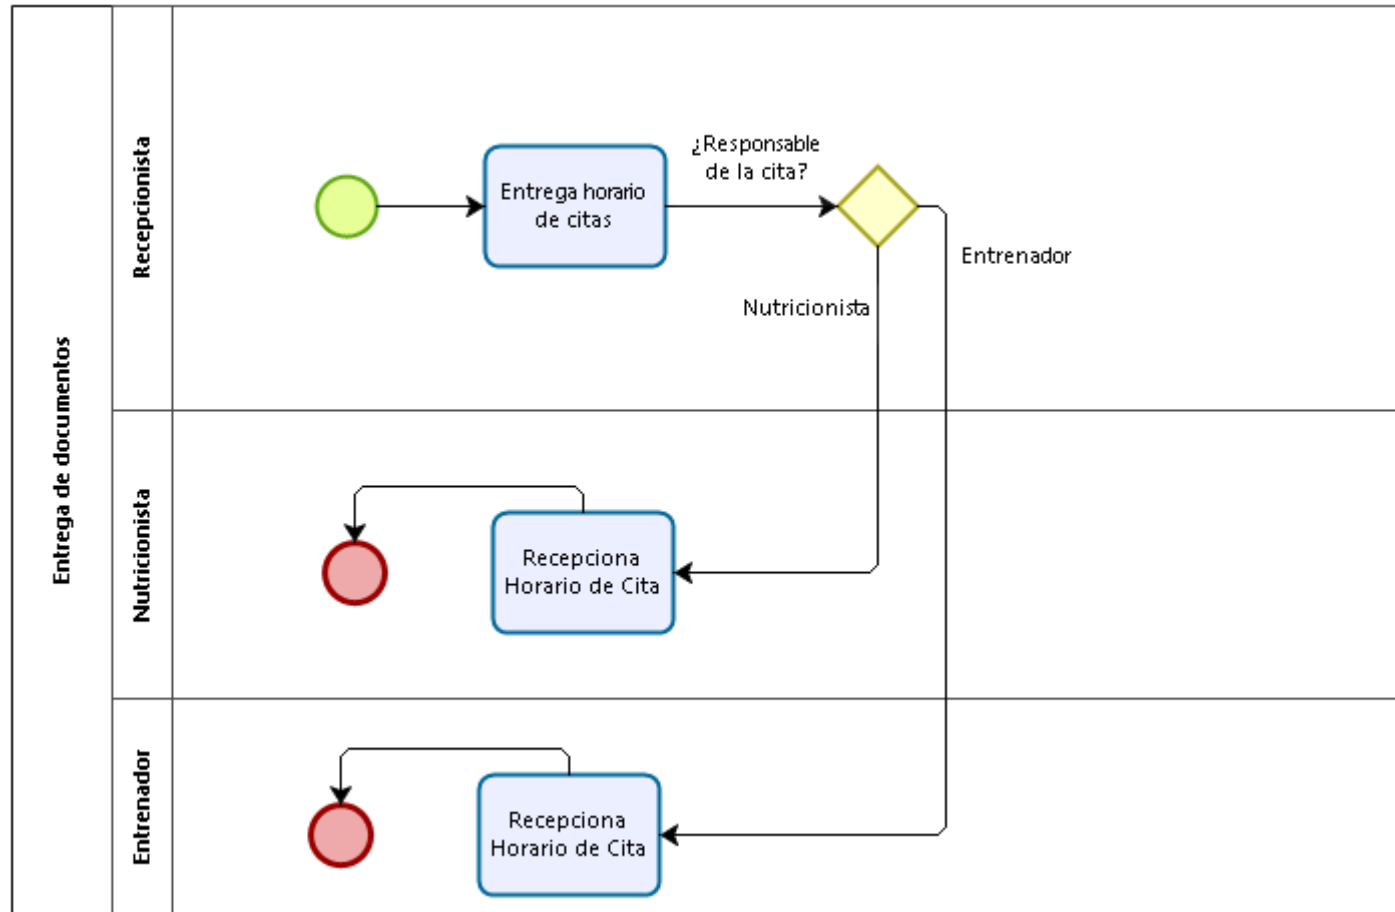 Entrega de documentos
Recepcionista
Entrega horario
de citas
¿Responsable
de la cita?
Entrenador
Nutricionista
Nutricionista
Recepciona
Horario de Cita
Entrenador
Recepciona
Horario de Cita